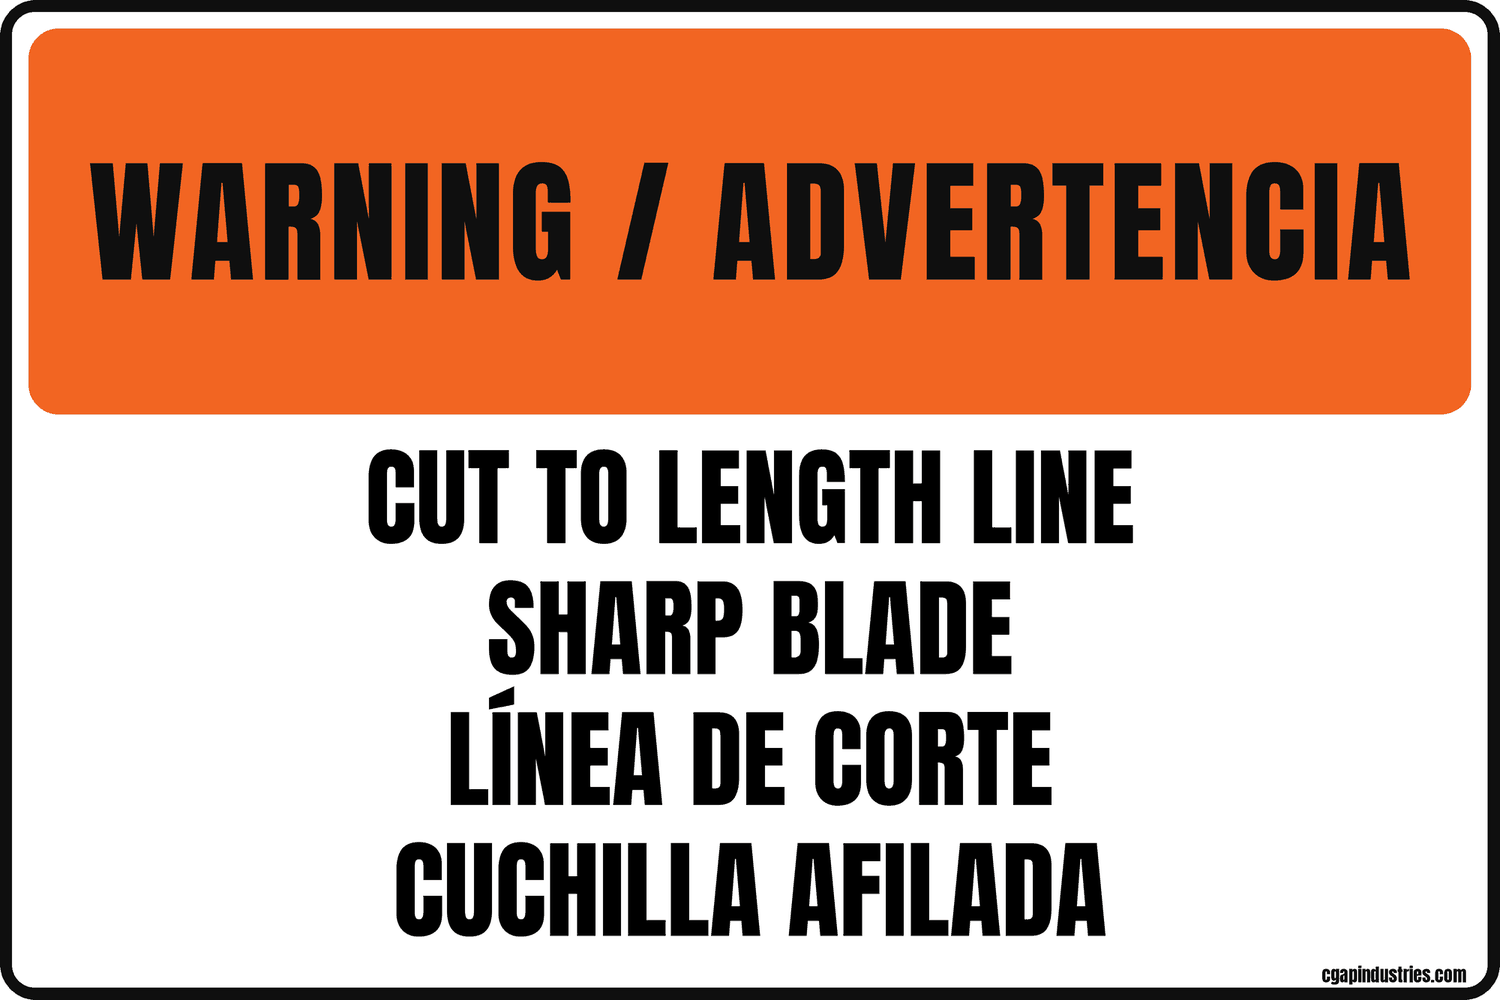 WARNING / ADVERTENCIA
CUT TO LENGTH LINE
SHARP BLADE
LÍNEA DE CORTE
CUCHILLA AFILADA
cgapindustries.com